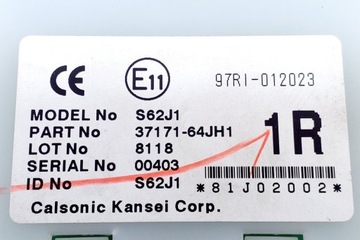 CE E11 97RI-012023
MODEL No S62J1
PART No 37171-64JH1
LOT No 8118
SERIAL No 00403
ID No S62J1
1R
*81J02002*
Calsonic Kansei Corp.